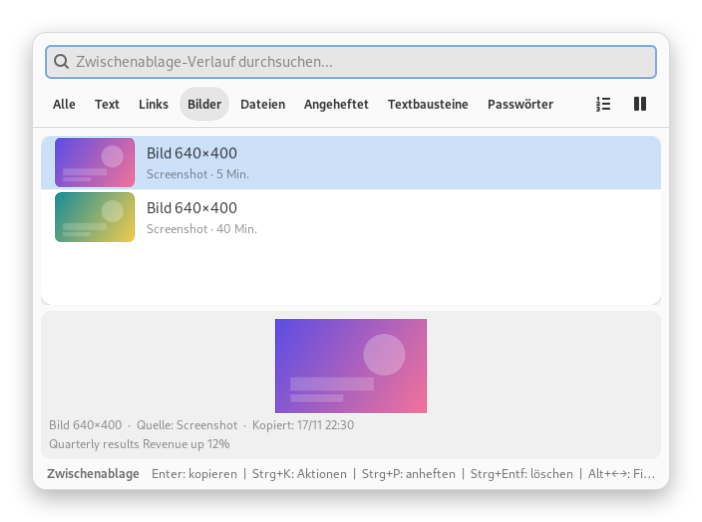 Zwischenablage-Verlauf durchsuchen...
Alle Text Links Bilder Dateien Angeheftet Textbausteine Passwörter
Bild 640×400
Screenshot · 5 Min.
Bild 640×400
Screenshot · 40 Min.
Bild 640×400 · Quelle: Screenshot · Kopiert: 17/11 22:30
Quarterly results Revenue up 12%
Zwischenablage Enter: kopieren | Strg+K: Aktionen | Strg+P: anheften | Strg+Entf: löschen | Alt+←→: Fi…